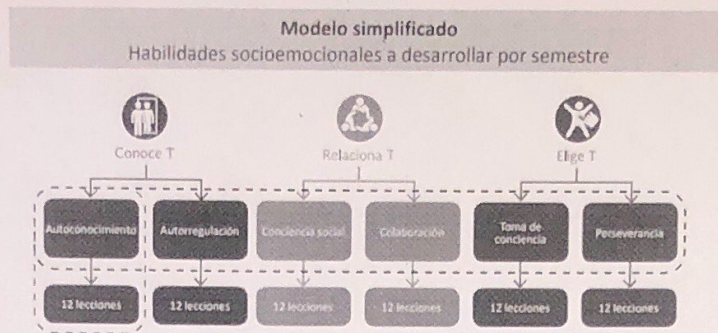 Modelo simplificado
Habilidades socioemocionales a desarrollar por semestre
Conoce T
Relaciona T
Elige T
Autoconocimiento
Autorregulación
Conciencia social
Colaboración
Toma de
conciencia
Perseverancia
12 lecciones
12 lecciones
12 lecciones
12 lecciones
12 lecciones
12 lecciones